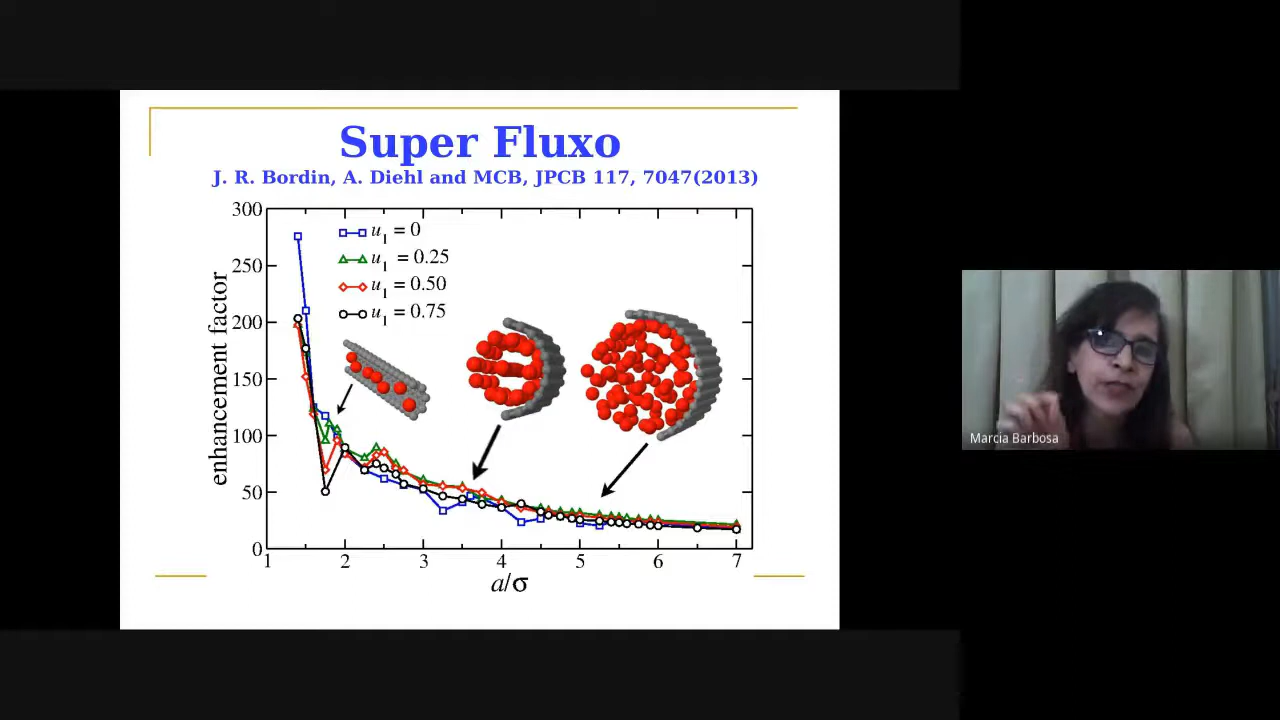 Super Fluxo
J. R. Bordin, A. Diehl and MCB, JPCB 117, 7047(2013)
300
250
200
150
100
50
0
enhancement factor
u1 = 0
u1 = 0.25
u1 = 0.50
u1 = 0.75
1 2 3 4 5 6 7
a/σ
Marcia Barbosa